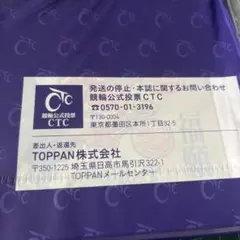 発送の停止・本誌に関するお問い合わせ
競輪公式投票CTC
☎0570-01-3196
〒130-0004
東京都墨田区本所1丁目32-5
CTC
競輪公式投票
CTC
差出人・返還先
TOPPAN株式会社
〒350-1225 埼玉県日高市馬引沢322-1
TOPPANメールセンター